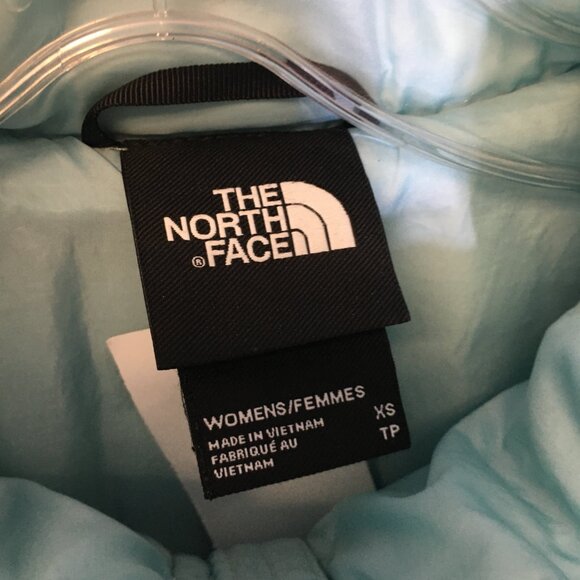 THE
NORTH
®FACE
WOMENS/FEMMES XS
MADE IN VIETNAM TP
FABRIQUÉ AU
VIETNAM